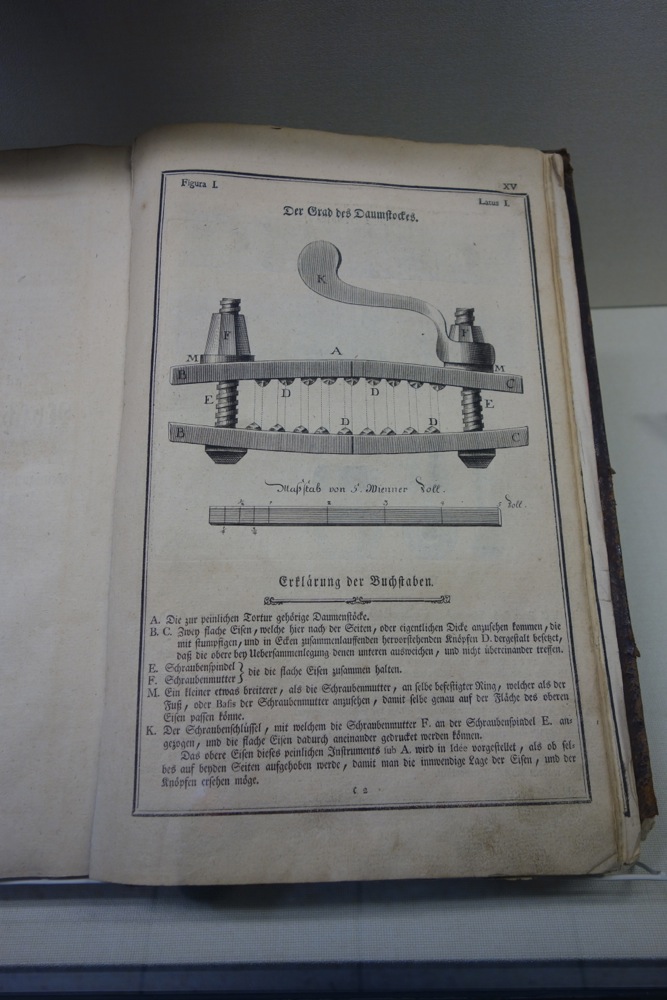 Figura I.
XV
Latus I.
Der Grad des Daumstockes.
K
F
F
M
A
M
B
C
D
D
E
E
D
D
B
C
Maßstab von 5. Wienner Zoll.
1
2
3
4
5 Zoll.
Erklärung der Buchstaben.
A. Die zur peinlichen Tortur gehörige Daumenstöcke.
B. C. Zwey flache Eisen, welche hier nach der Seiten, oder eigentlichen Dicke anzusehen kommen, die
mit stumpfigen, und in Ecken zusammenlauffenden hervorstehenden Knöpfen D. dergestalt besetzet,
daß die obere bey Uebersammenlegung denen unteren ausweichen, und nicht übereinander treffen.
E. Schraubenspindel } die die flache Eisen zusammen halten.
F. Schraubenmutter
M. Ein kleiner etwas breiterer, als die Schraubenmutter, an selbe befestigter Ring, welcher als der
Fuß, oder Basis der Schraubenmutter anzusehen, damit selbe genau auf der Fläche des oberen
Eisen passen könne.
K. Der Schraubenschlüssel, mit welchem die Schraubenmutter F. an der Schraubenspindel E. an-
gezogen, und die flache Eisen dadurch aneinander gedrucket werden können.
Das obere Eisen dieses peinlichen Instruments sub A. wird in Idée vorgestellet, als ob sel-
bes auf beyden Seiten aufgehoben werde, damit man die innwendige Lage der Eisen, und der
Knöpfen ersehen möge.
c 2